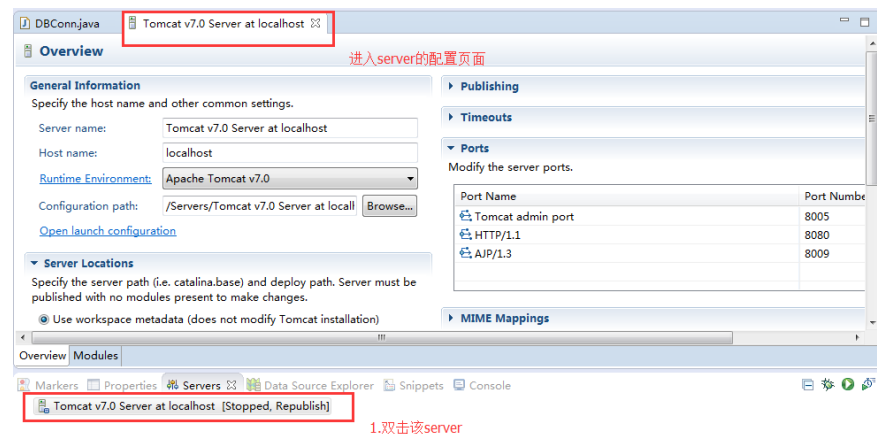 DBConn.java
Tomcat v7.0 Server at localhost
Overview
进入server的配置页面
General Information
Specify the host name and other common settings.
Server name: Tomcat v7.0 Server at localhost
Host name: localhost
Runtime Environment: Apache Tomcat v7.0
Configuration path: /Servers/Tomcat v7.0 Server at locall Browse...
Open launch configuration
Server Locations
Specify the server path (i.e. catalina.base) and deploy path. Server must be
published with no modules present to make changes.
Use workspace metadata (does not modify Tomcat installation)
Publishing
Timeouts
Ports
Modify the server ports.
Port Name Port Numbe
Tomcat admin port 8005
HTTP/1.1 8080
AJP/1.3 8009
MIME Mappings
Overview Modules
Markers Properties Servers Data Source Explorer Snippets Console
Tomcat v7.0 Server at localhost [Stopped, Republish]
1.双击该server